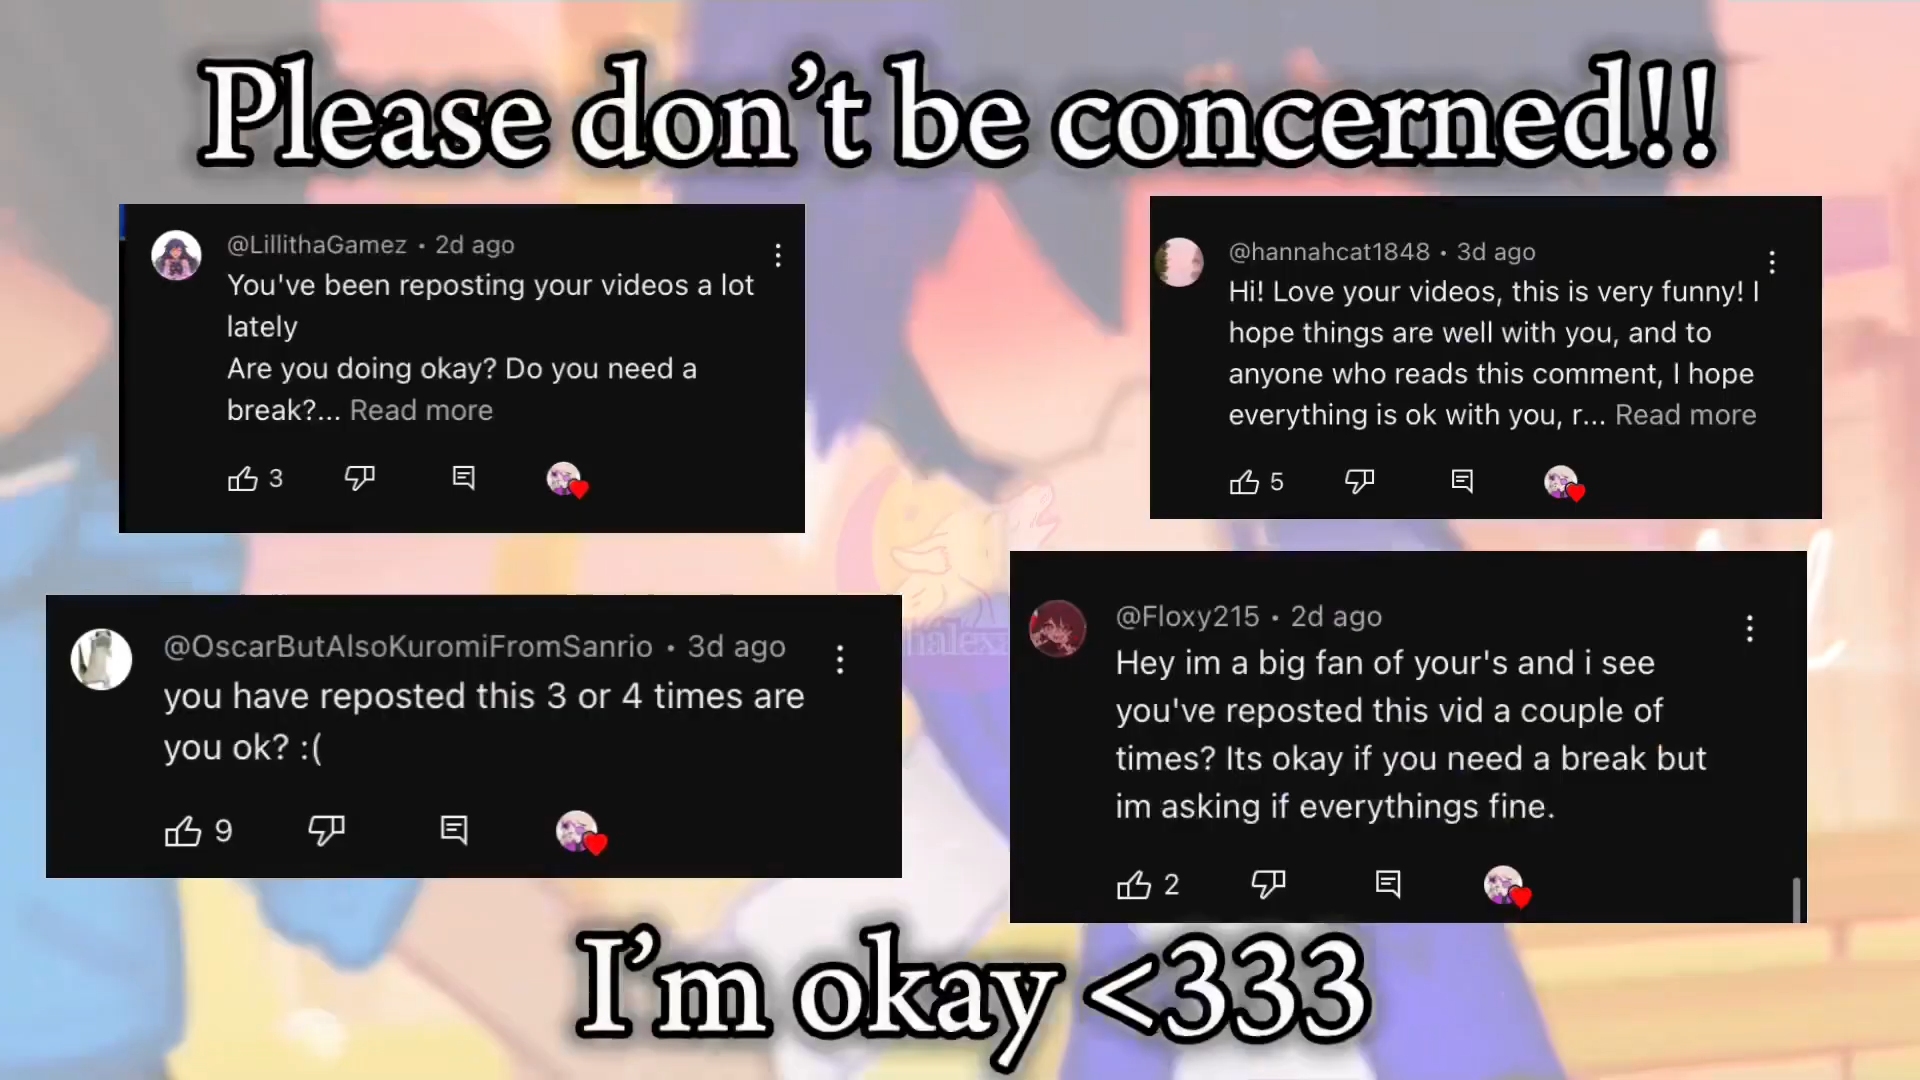 Please don't be concerned!!
@LillithaGamez • 2d ago
You've been reposting your videos a lot
lately
Are you doing okay? Do you need a
break?... Read more
3
@hannahcat1848 • 3d ago
Hi! Love your videos, this is very funny! I
hope things are well with you, and to
anyone who reads this comment, I hope
everything is ok with you, r... Read more
5
@OscarButAlsoKuromiFromSanrio • 3d ago
you have reposted this 3 or 4 times are
you ok? :(
9
@Floxy215 • 2d ago
Hey im a big fan of your's and i see
you've reposted this vid a couple of
times? Its okay if you need a break but
im asking if everythings fine.
2
I'm okay <333